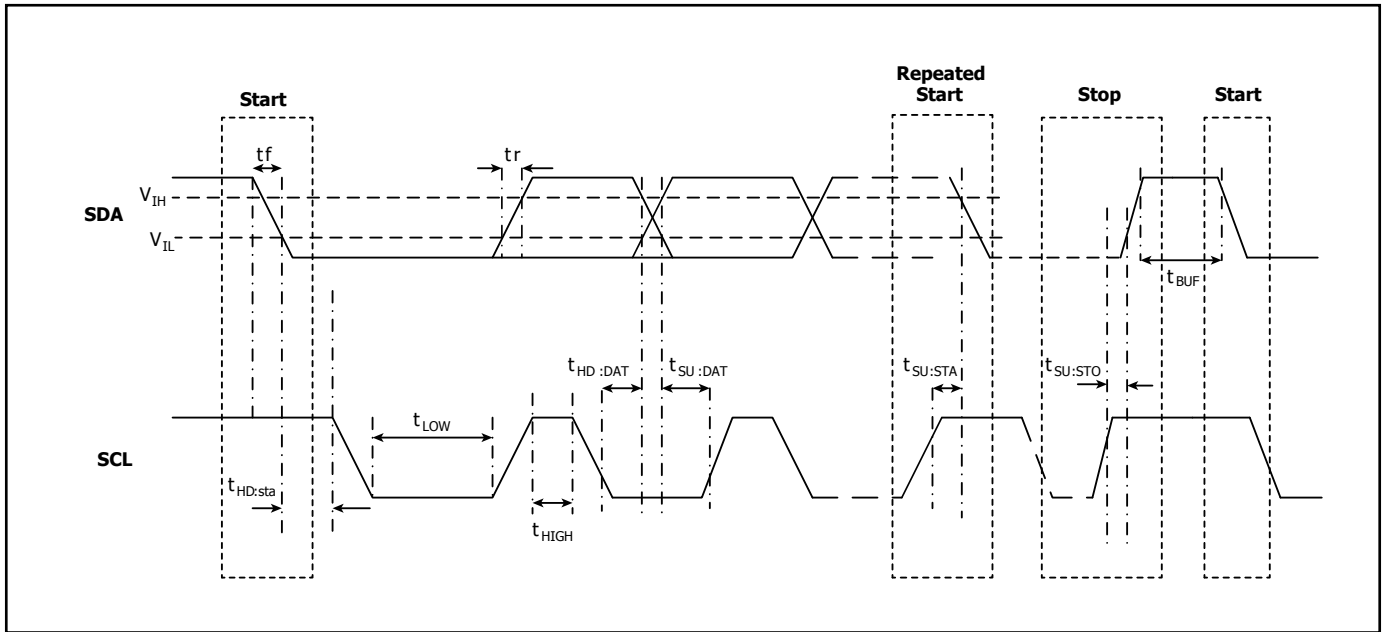 Repeated
Start
Start
Stop
Start
tf
tr
V_IH
SDA
V_IL
t_BUF
t_HD :DAT
t_SU :DAT
t_SU:STA
t_SU:STO
t_LOW
SCL
t_HD:sta
t_HIGH